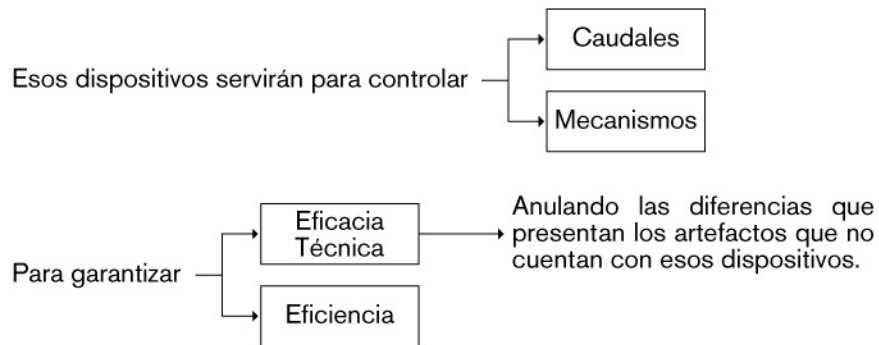 Caudales
Esos dispositivos servirán para controlar
Mecanismos
Eficacia
Técnica
Anulando las diferencias que
presentan los artefactos que no
cuentan con esos dispositivos.
Para garantizar
Eficiencia